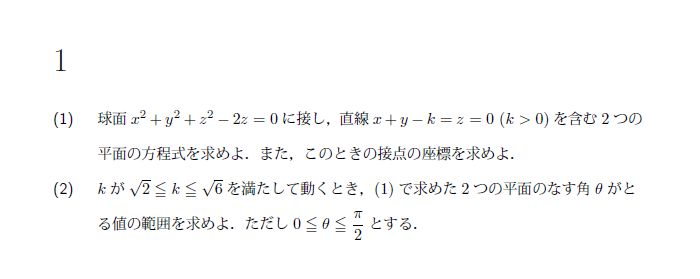 1
(1) 球面 $x^2 + y^2 + z^2 - 2z = 0$ に接し，直線 $x + y - k = z = 0$ $(k > 0)$ を含む 2 つの
平面の方程式を求めよ．また，このときの接点の座標を求めよ．
(2) $k$ が $\sqrt{2} \leqq k \leqq \sqrt{6}$ を満たして動くとき，(1) で求めた 2 つの平面のなす角 $\theta$ がと
る値の範囲を求めよ．ただし $0 \leqq \theta \leqq \dfrac{\pi}{2}$ とする．